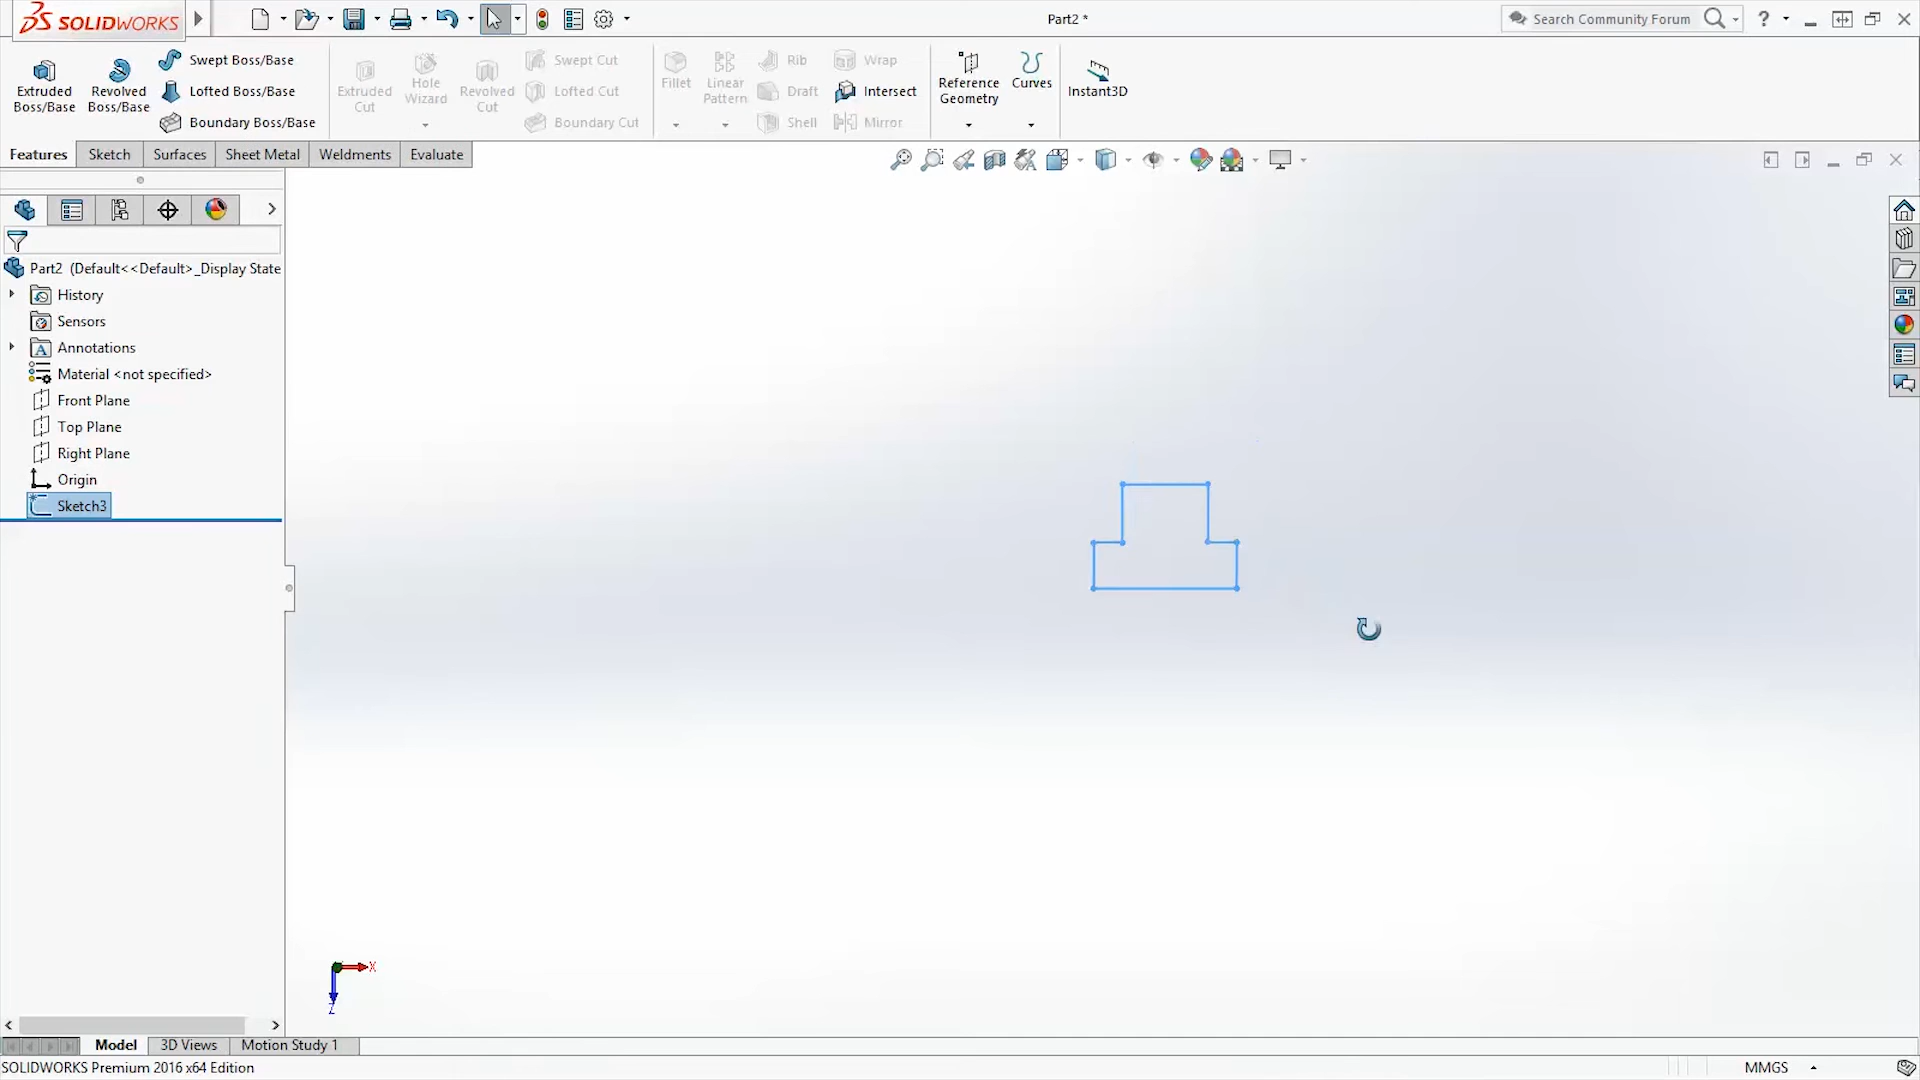 SOLIDWORKS
Part2 *
Search Community Forum
?
Extruded
Boss/Base
Revolved
Boss/Base
Swept Boss/Base
Lofted Boss/Base
Boundary Boss/Base
Extruded
Cut
Hole
Wizard
Revolved
Cut
Swept Cut
Lofted Cut
Boundary Cut
Fillet
Linear
Pattern
Rib
Draft
Shell
Wrap
Intersect
Mirror
Reference
Geometry
Curves
Instant3D
Features
Sketch
Surfaces
Sheet Metal
Weldments
Evaluate
Part2 (Default<<Default>_Display State
History
Sensors
Annotations
Material <not specified>
Front Plane
Top Plane
Right Plane
Origin
Sketch3
X
Z
Model
3D Views
Motion Study 1
SOLIDWORKS Premium 2016 x64 Edition
MMGS